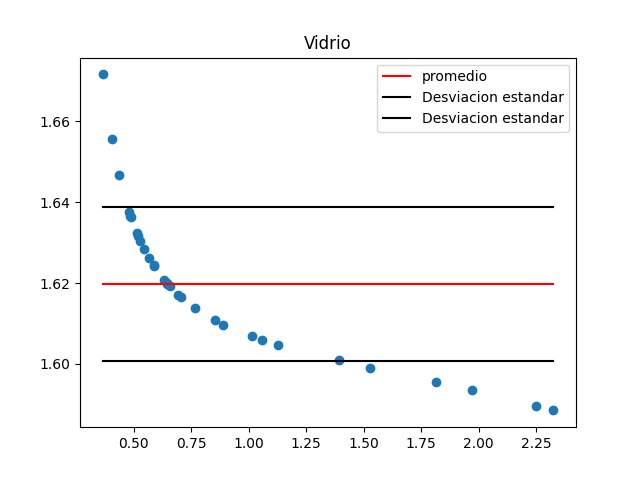 Vidrio
promedio
Desviacion estandar
Desviacion estandar
1.66
1.64
1.62
1.60
0.50 0.75 1.00 1.25 1.50 1.75 2.00 2.25